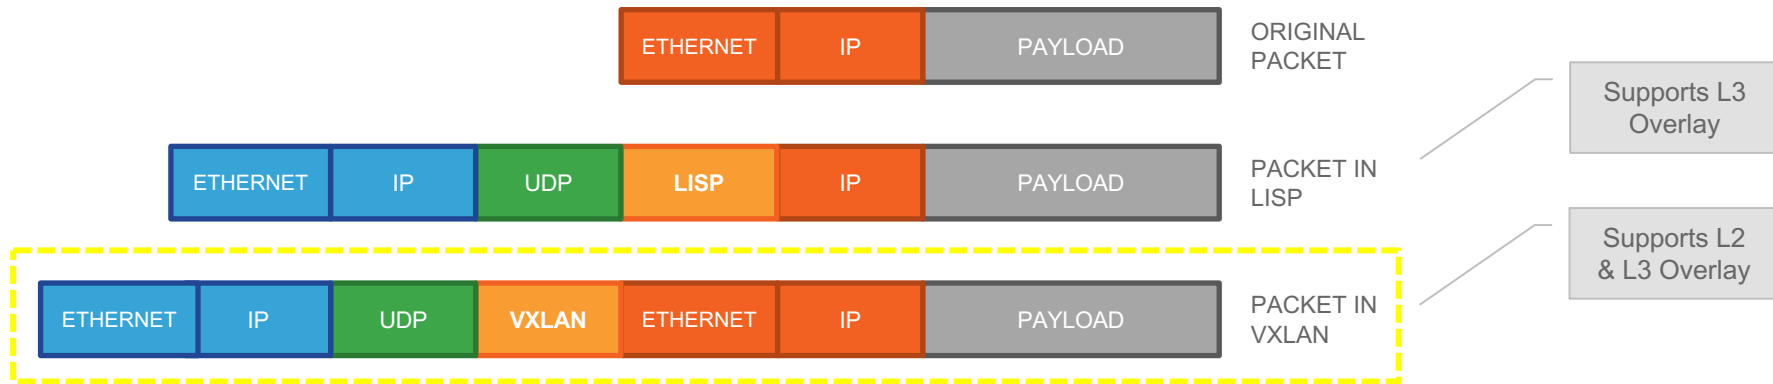 ETHERNET IP PAYLOAD ORIGINAL
PACKET
Supports L3
Overlay
ETHERNET IP UDP LISP IP PAYLOAD PACKET IN
LISP
Supports L2
& L3 Overlay
ETHERNET IP UDP VXLAN ETHERNET IP PAYLOAD PACKET IN
VXLAN